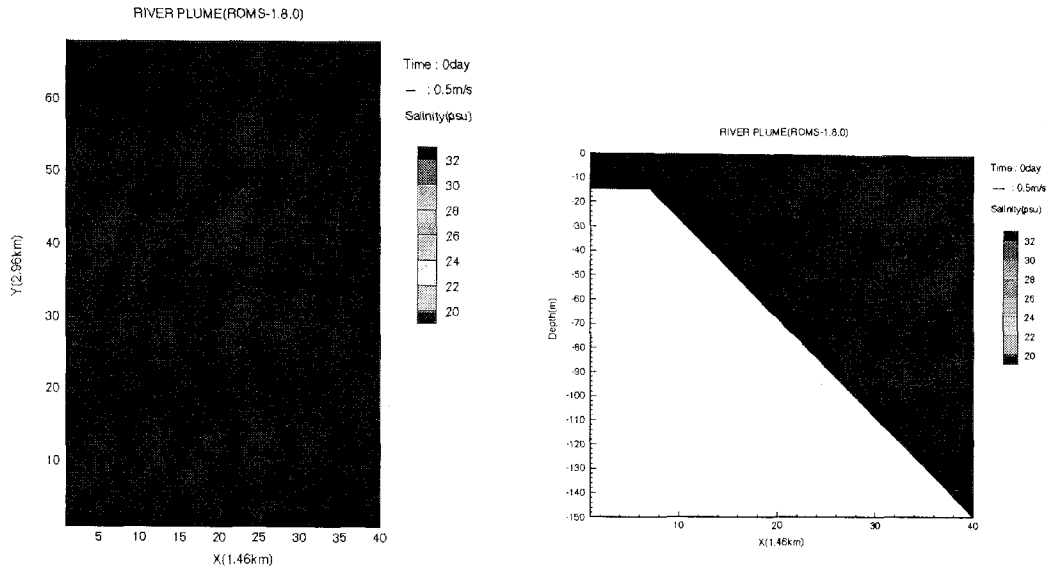 RIVER PLUME(ROMS-1.8.0)
Time : 0day
— : 0.5m/s
Salinity(psu)
32
30
28
26
24
22
20
60
50
40
30
20
10
Y(2.96km)
5 10 15 20 25 30 35 40
X(1.46km)
RIVER PLUME(ROMS-1.8.0)
Time : 0day
— : 0.5m/s
Salinity(psu)
32
30
28
26
24
22
20
0
-10
-20
-30
-40
-50
-60
-70
-80
-90
-100
-110
-120
-130
-140
-150
Depth(m)
10 20 30 40
X(1.46km)